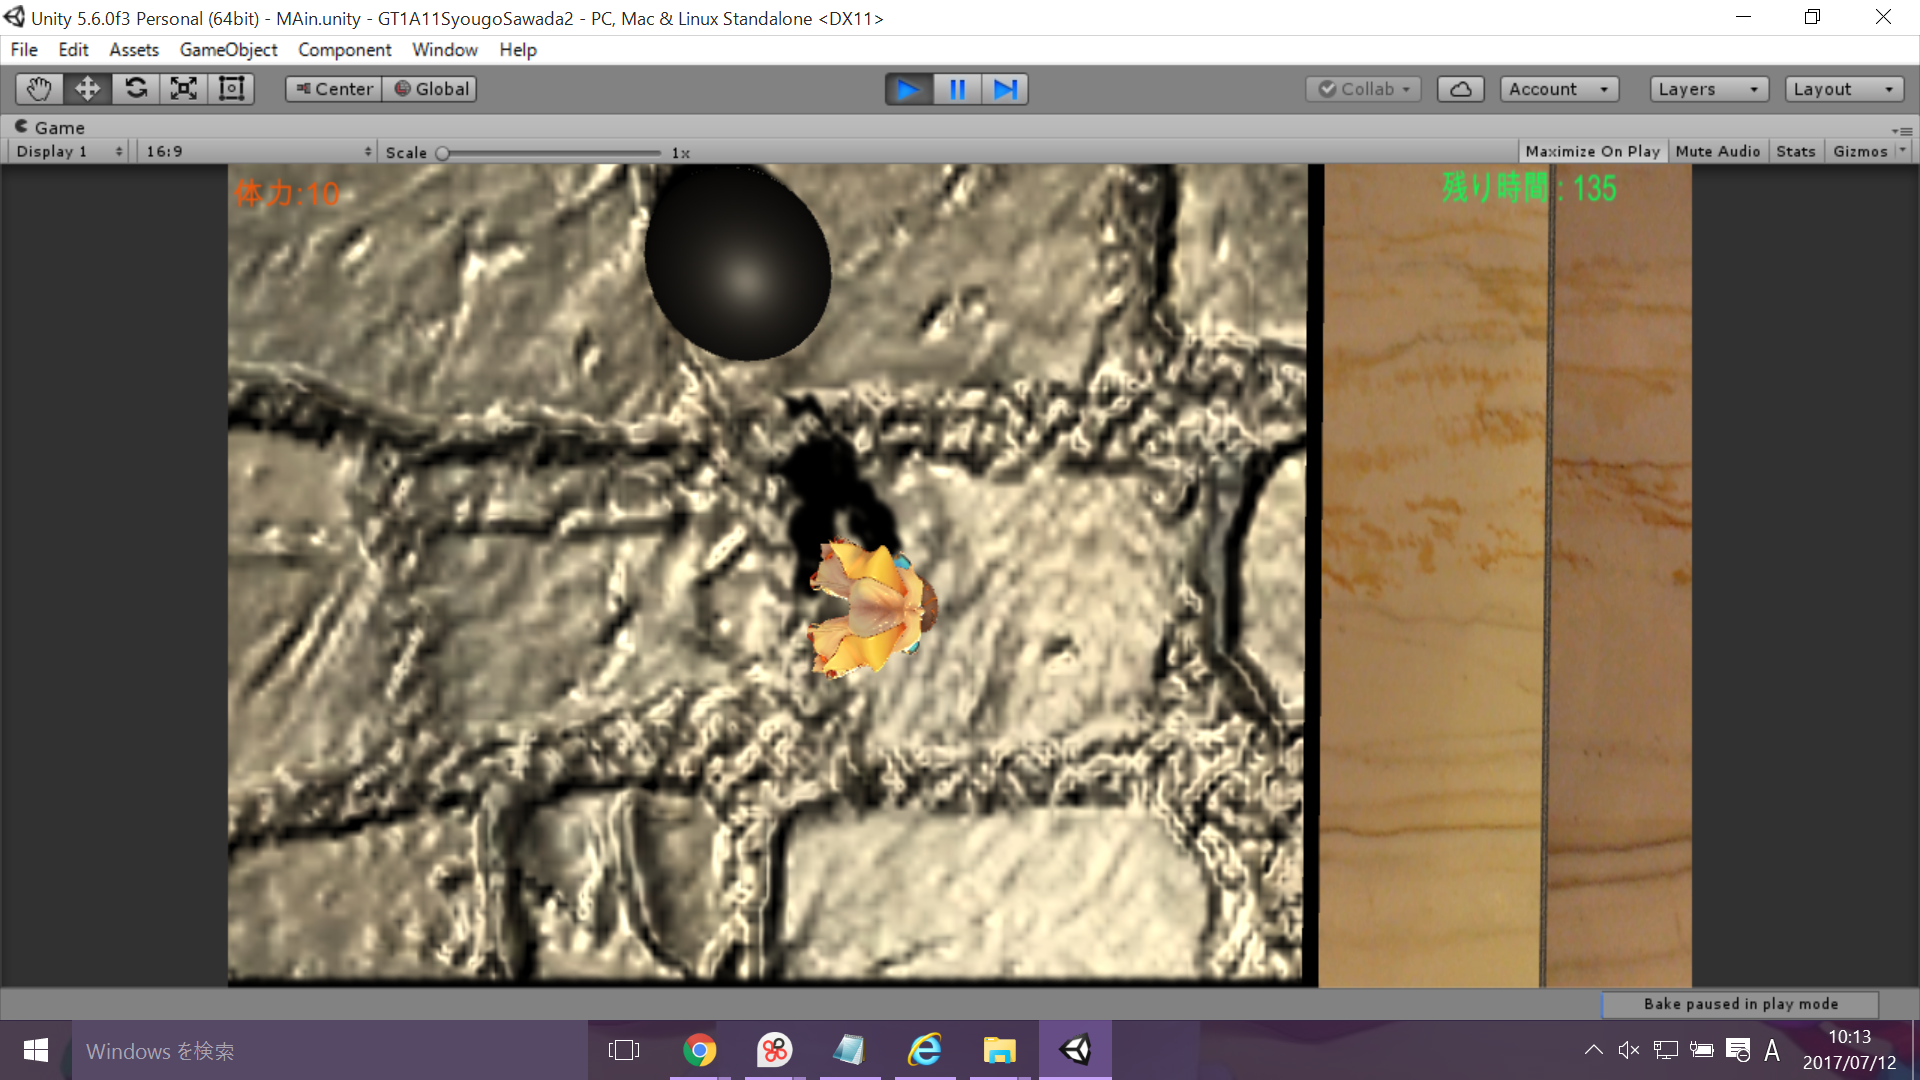 Unity 5.6.0f3 Personal (64bit) - MAin.unity - GT1A11SyougoSawada2 - PC, Mac & Linux Standalone <DX11>
File Edit Assets GameObject Component Window Help
Center Global Collab Account Layers Layout
Game
Display 1 16:9 Scale 1x Maximize On Play Mute Audio Stats Gizmos
体力:10 残り時間 : 135
Bake paused in play mode
Windows を検索 A 10:13
2017/07/12